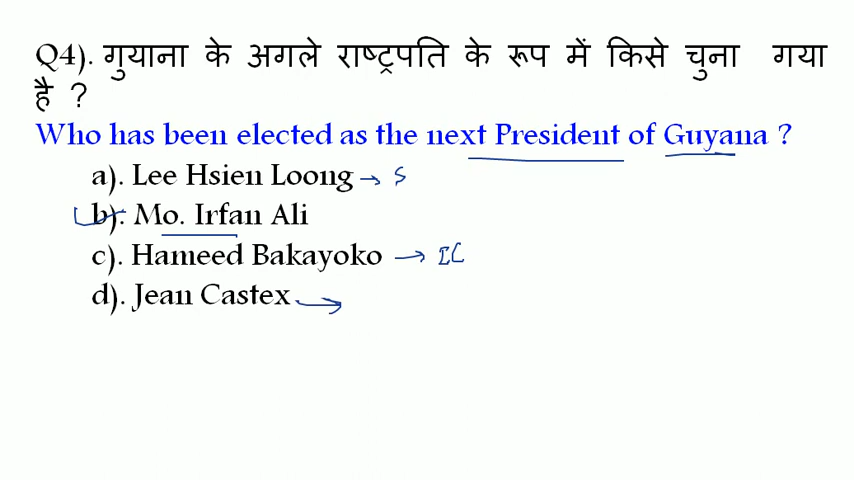 Q4). गुयाना के अगले राष्ट्रपति के रूप में किसे चुना गया
है ?
Who has been elected as the next President of Guyana ?
a). Lee Hsien Loong → S
b). Mo. Irfan Ali
c). Hameed Bakayoko → IC
d). Jean Castex →